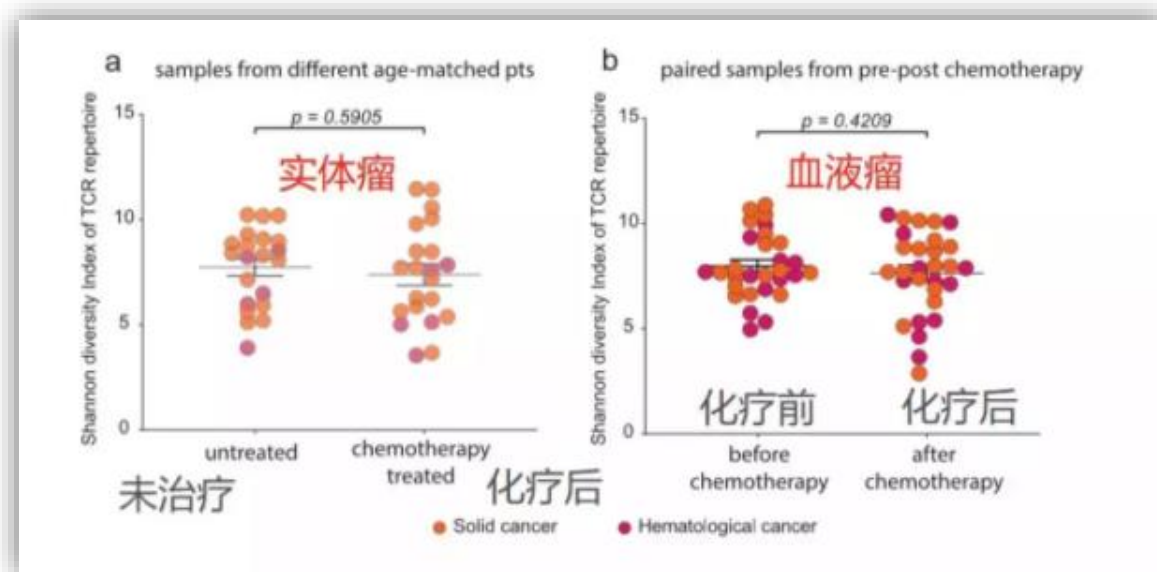 a
samples from different age-matched pts
Shannon diversity Index of TCR repertoire
15
10
5
0
p = 0.5905
实体瘤
untreated
chemotherapy
treated
未治疗
化疗后
b
paired samples from pre-post chemotherapy
Shannon diversity Index of TCR repertoire
15
10
5
0
p = 0.4209
血液瘤
化疗前
化疗后
before
chemotherapy
after
chemotherapy
Solid cancer
Hematological cancer